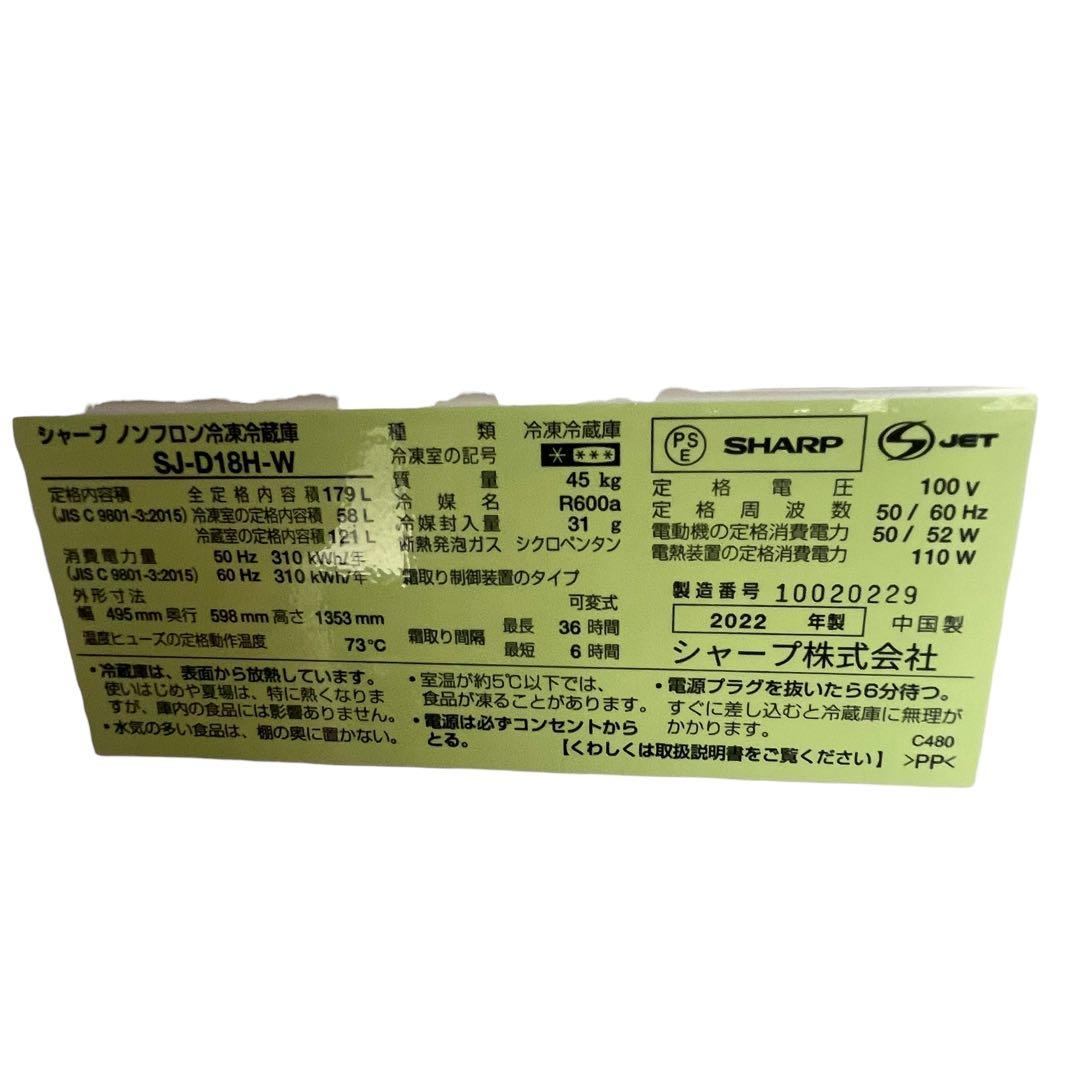 シャープ ノンフロン冷凍冷蔵庫
SJ-D18H-W
定格内容積 全定格内容積 179 L
(JIS C 9801-3:2015) 冷凍室の定格内容積 58 L
冷蔵室の定格内容積 121 L
消費電力量 50 Hz 310 kWh/年
(JIS C 9801-3:2015) 60 Hz 310 kWh/年
外形寸法
幅 495 mm 奥行 598 mm 高さ 1353 mm
温度ヒューズの定格動作温度 73℃
種類 冷凍冷蔵庫
冷凍室の記号 * ***
質量 45 kg
冷媒名 R600a
冷媒封入量 31 g
断熱発泡ガス シクロペンタン
霜取り制御装置のタイプ
可変式
霜取り間隔 最長 36 時間
最短 6 時間
PSE SHARP
JET
定格電圧 100 V
定格周波数 50 / 60 Hz
電動機の定格消費電力 50 / 52 W
電熱装置の定格消費電力 110 W
製造番号 10020229
2022 年製 中国製
シャープ株式会社
・冷蔵庫は、表面から放熱しています。
使いはじめや夏場は、特に熱くなりま
すが、庫内の食品には影響ありません。
・水気の多い食品は、棚の奥に置かない。
・室温が約5℃以下では、
食品が凍ることがあります。
・電源は必ずコンセントから
とる。
・電源プラグを抜いたら6分待つ。
すぐに差し込むと冷蔵庫に無理が
かかります。
【くわしくは取扱説明書をご覧ください】
C480
>PP<